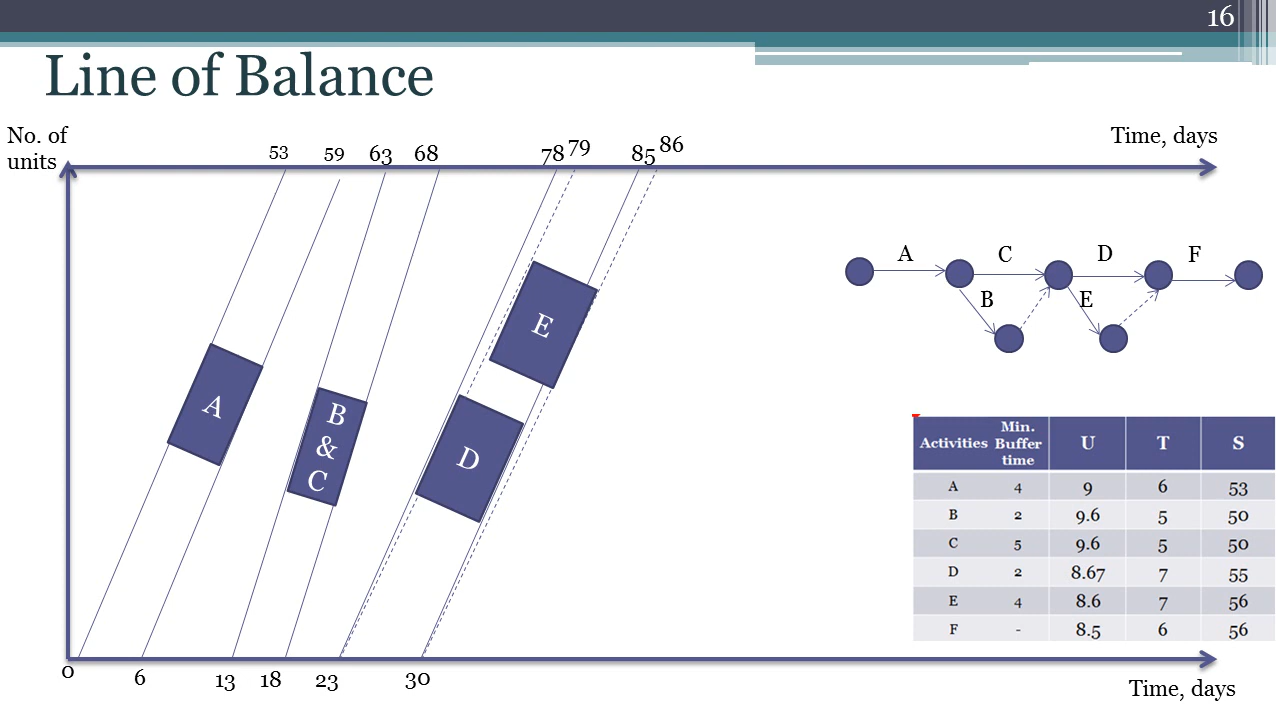 16
Line of Balance
No. of
units
Time, days
53 59 63 68 78 79 85 86
A
B
&
C
D
E
0 6 13 18 23 30
Time, days
A C D F
B E
Activities Min. Buffer time U T S
A 4 9 6 53
B 2 9.6 5 50
C 5 9.6 5 50
D 2 8.67 7 55
E 4 8.6 7 56
F - 8.5 6 56